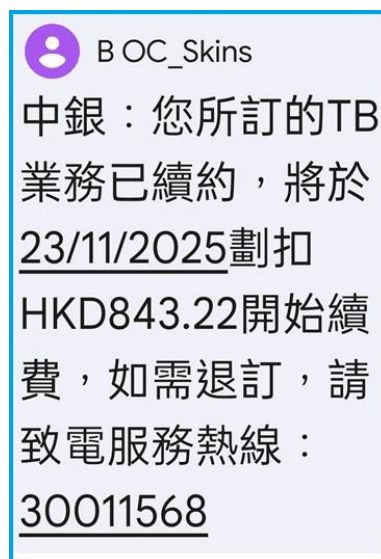 B OC_Skins
中銀：您所訂的TB
業務已續約，將於
23/11/2025劃扣
HKD843.22開始續
費，如需退訂，請
致電服務熱線：
30011568